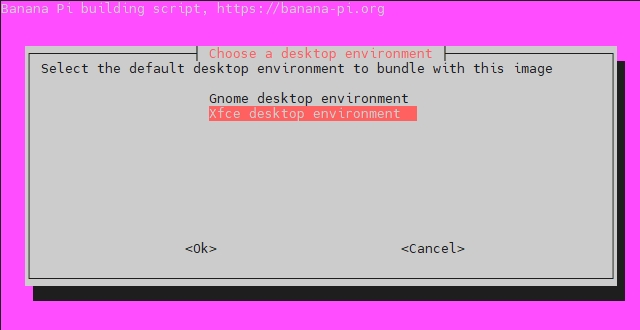 Banana Pi building script, https://banana-pi.org
Choose a desktop environment
Select the default desktop environment to bundle with this image
Gnome desktop environment
Xfce desktop environment
<Ok> <Cancel>